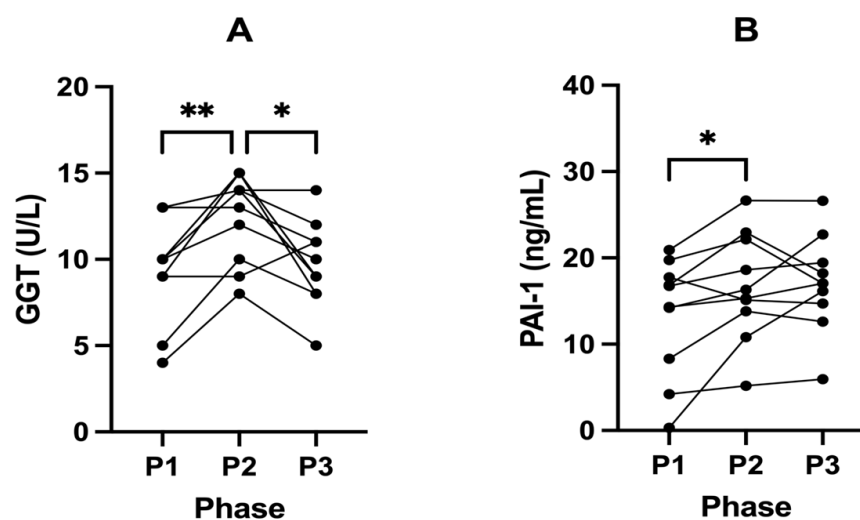 A
GGT (U/L)
20
15
10
5
0
** *
P1 P2 P3
Phase
B
PAI-1 (ng/mL)
40
30
20
10
0
*
P1 P2 P3
Phase